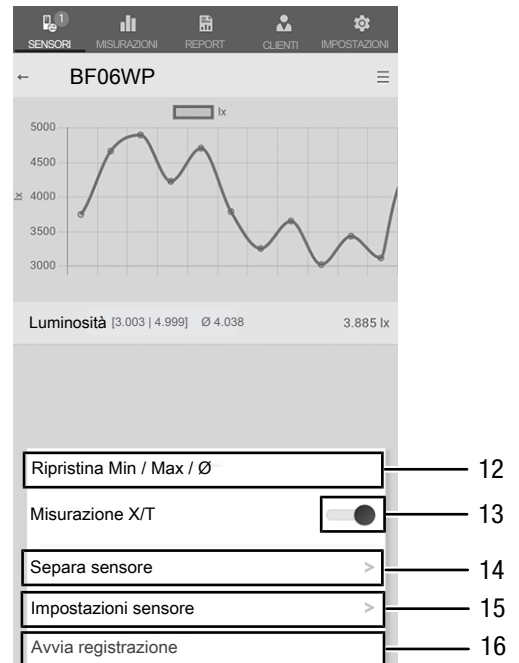 1
SENSORI MISURAZIONI REPORT CLIENTI IMPOSTAZIONI
← BF06WP ☰
lx
5000
4500
lx 4000
3500
3000
Luminosità [3.003 | 4.999] Ø 4.038 3.885 lx
Ripristina Min / Max / Ø 12
Misurazione X/T 13
Separa sensore > 14
Impostazioni sensore > 15
Avvia registrazione 16